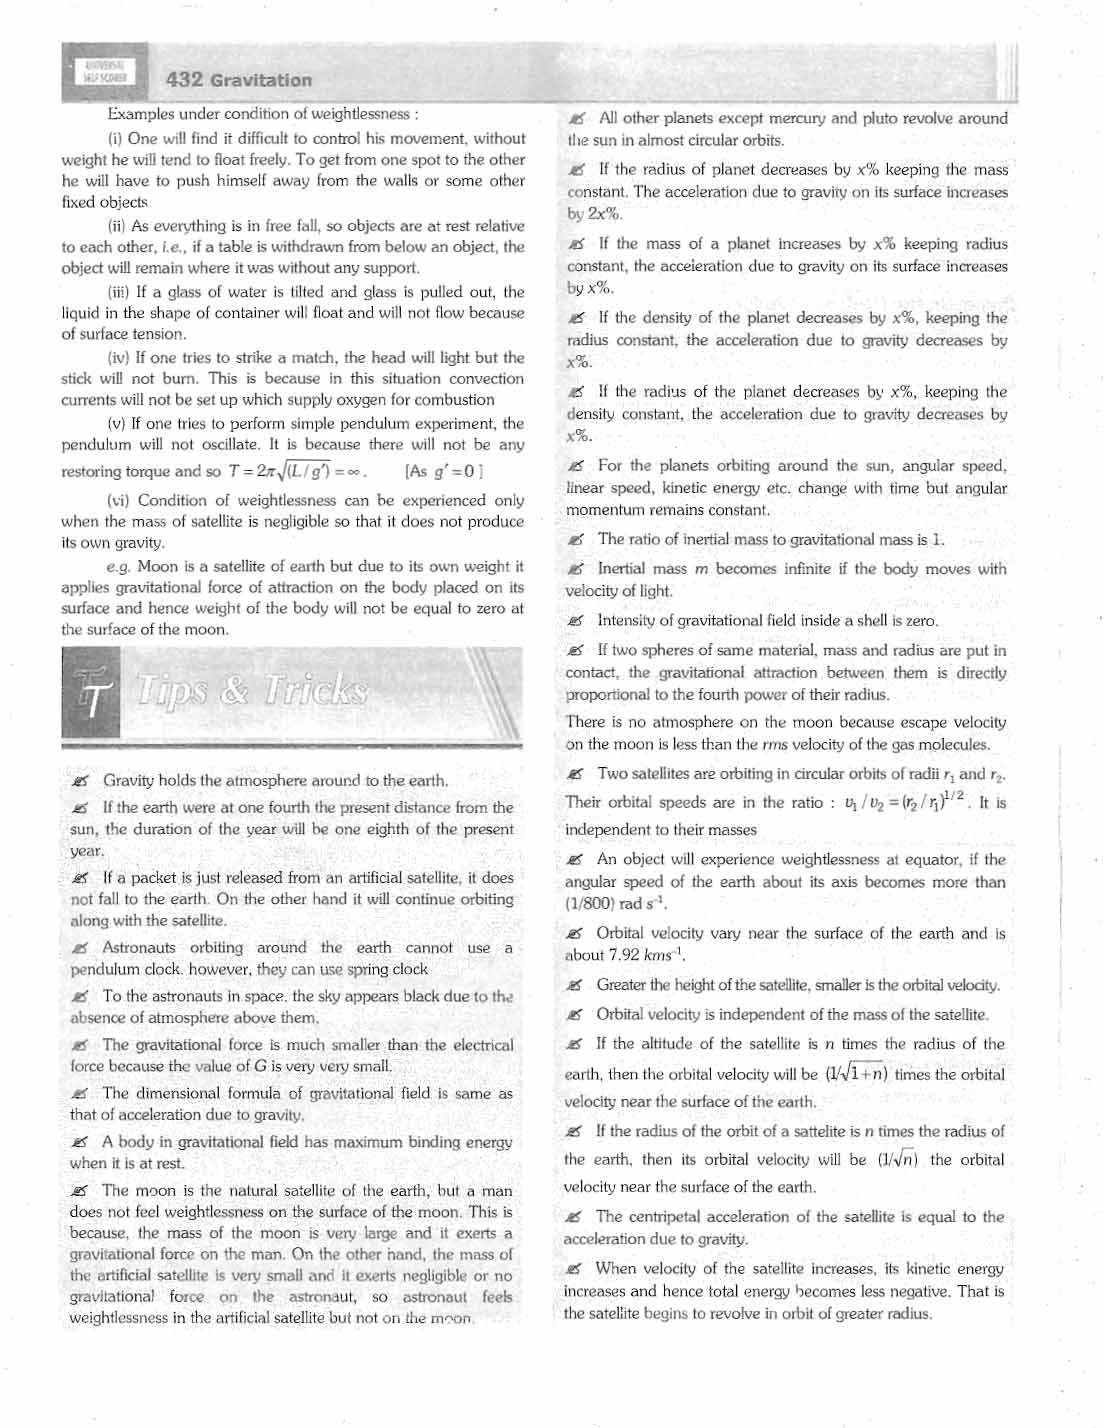 UNIVERSAL
SELF SCORER
432 Gravitation
Examples under condition of weightlessness :
(i) One will find it difficult to control his movement, without
weight he will tend to float freely. To get from one spot to the other
he will have to push himself away from the walls or some other
fixed objects
(ii) As everything is in free fall, so objects are at rest relative
to each other, i.e., if a table is withdrawn from below an object, the
object will remain where it was without any support.
(iii) If a glass of water is tilted and glass is pulled out, the
liquid in the shape of container will float and will not flow because
of surface tension.
(iv) If one tries to strike a match, the head will light but the
stick will not burn. This is because in this situation convection
currents will not be set up which supply oxygen for combustion
(v) If one tries to perform simple pendulum experiment, the
pendulum will not oscillate. It is because there will not be any
restoring torque and so T = 2π√(L / g′) = ∞ . [As g′ = 0 ]
(vi) Condition of weightlessness can be experienced only
when the mass of satellite is negligible so that it does not produce
its own gravity.
e.g. Moon is a satellite of earth but due to its own weight it
applies gravitational force of attraction on the body placed on its
surface and hence weight of the body will not be equal to zero at
the surface of the moon.
T Tips & Tricks
✍ Gravity holds the atmosphere around to the earth.
✍ If the earth were at one fourth the present distance from the
sun, the duration of the year will be one eighth of the present
year.
✍ If a packet is just released from an artificial satellite, it does
not fall to the earth. On the other hand it will continue orbiting
along with the satellite.
✍ Astronauts orbiting around the earth cannot use a
pendulum clock. however, they can use spring clock
✍ To the astronauts in space, the sky appears black due to the
absence of atmosphere above them.
✍ The gravitational force is much smaller than the electrical
force because the value of G is very very small.
✍ The dimensional formula of gravitational field is same as
that of acceleration due to gravity.
✍ A body in gravitational field has maximum binding energy
when it is at rest.
✍ The moon is the natural satellite of the earth, but a man
does not feel weightlessness on the surface of the moon. This is
because, the mass of the moon is very large and it exerts a
gravitational force on the man. On the other hand, the mass of
the artificial satellite is very small and it exerts negligible or no
gravitational force on the astronaut, so astronaut feels
weightlessness in the artificial satellite but not on the moon.
✍ All other planets except mercury and pluto revolve around
the sun in almost circular orbits.
✍ If the radius of planet decreases by x% keeping the mass
constant. The acceleration due to gravity on its surface increases
by 2x%.
✍ If the mass of a planet increases by x% keeping radius
constant, the acceleration due to gravity on its surface increases
by x%.
✍ If the density of the planet decreases by x%, keeping the
radius constant, the acceleration due to gravity decreases by
x%.
✍ If the radius of the planet decreases by x%, keeping the
density constant, the acceleration due to gravity decreases by
x%.
✍ For the planets orbiting around the sun, angular speed,
linear speed, kinetic energy etc. change with time but angular
momentum remains constant.
✍ The ratio of inertial mass to gravitational mass is 1.
✍ Inertial mass m becomes infinite if the body moves with
velocity of light.
✍ Intensity of gravitational field inside a shell is zero.
✍ If two spheres of same material, mass and radius are put in
contact, the gravitational attraction between them is directly
proportional to the fourth power of their radius.
There is no atmosphere on the moon because escape velocity
on the moon is less than the rms velocity of the gas molecules.
✍ Two satellites are orbiting in circular orbits of radii r₁ and r₂.
Their orbital speeds are in the ratio : υ₁ / υ₂ = (r₂ / r₁)^1/2 . It is
independent to their masses
✍ An object will experience weightlessness at equator, if the
angular speed of the earth about its axis becomes more than
(1/800) rad s⁻¹.
✍ Orbital velocity vary near the surface of the earth and is
about 7.92 kms⁻¹.
✍ Greater the height of the satellite, smaller is the orbital velocity.
✍ Orbital velocity is independent of the mass of the satellite.
✍ If the altitude of the satellite is n times the radius of the
earth, then the orbital velocity will be (1/√1+n) times the orbital
velocity near the surface of the earth.
✍ If the radius of the orbit of a sattelite is n times the radius of
the earth, then its orbital velocity will be (1/√n) the orbital
velocity near the surface of the earth.
✍ The centripetal acceleration of the satellite is equal to the
acceleration due to gravity.
✍ When velocity of the satellite increases, its kinetic energy
increases and hence total energy becomes less negative. That is
the satellite begins to revolve in orbit of greater radius.